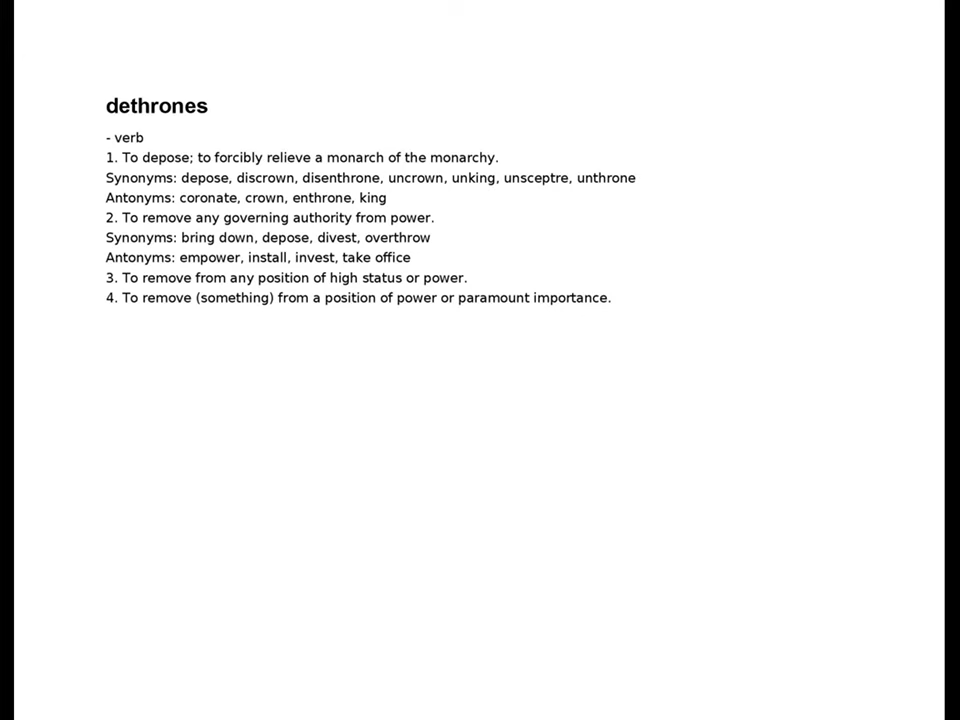 dethrones
- verb
1. To depose; to forcibly relieve a monarch of the monarchy.
Synonyms: depose, discrown, disenthrone, uncrown, unking, unsceptre, unthrone
Antonyms: coronate, crown, enthrone, king
2. To remove any governing authority from power.
Synonyms: bring down, depose, divest, overthrow
Antonyms: empower, install, invest, take office
3. To remove from any position of high status or power.
4. To remove (something) from a position of power or paramount importance.